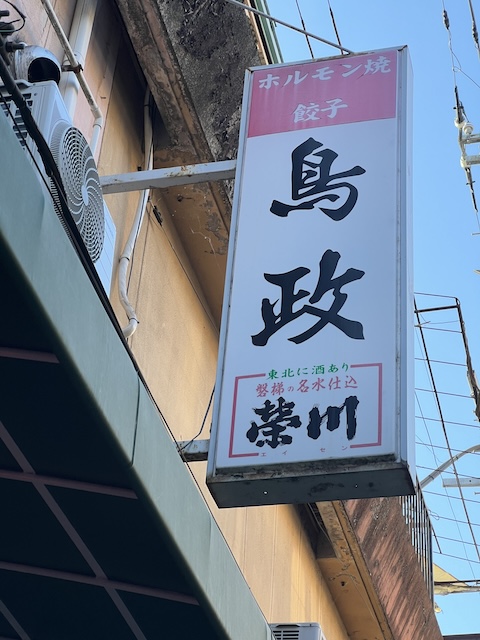 ホルモン焼
餃子
鳥政
東北に酒あり
磐梯の名水仕込
榮川
エイセン